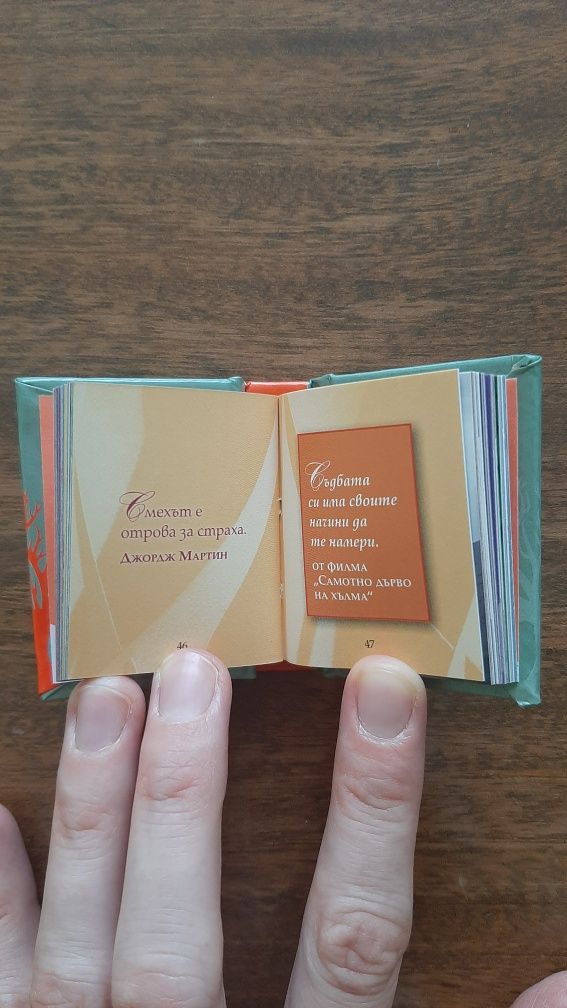 Смехът е
отрова за страха.
Джордж Мартин
46
Съдбата
си има своите
начини да
те намери.
от филма
„Самотно дърво
на хълма“
47